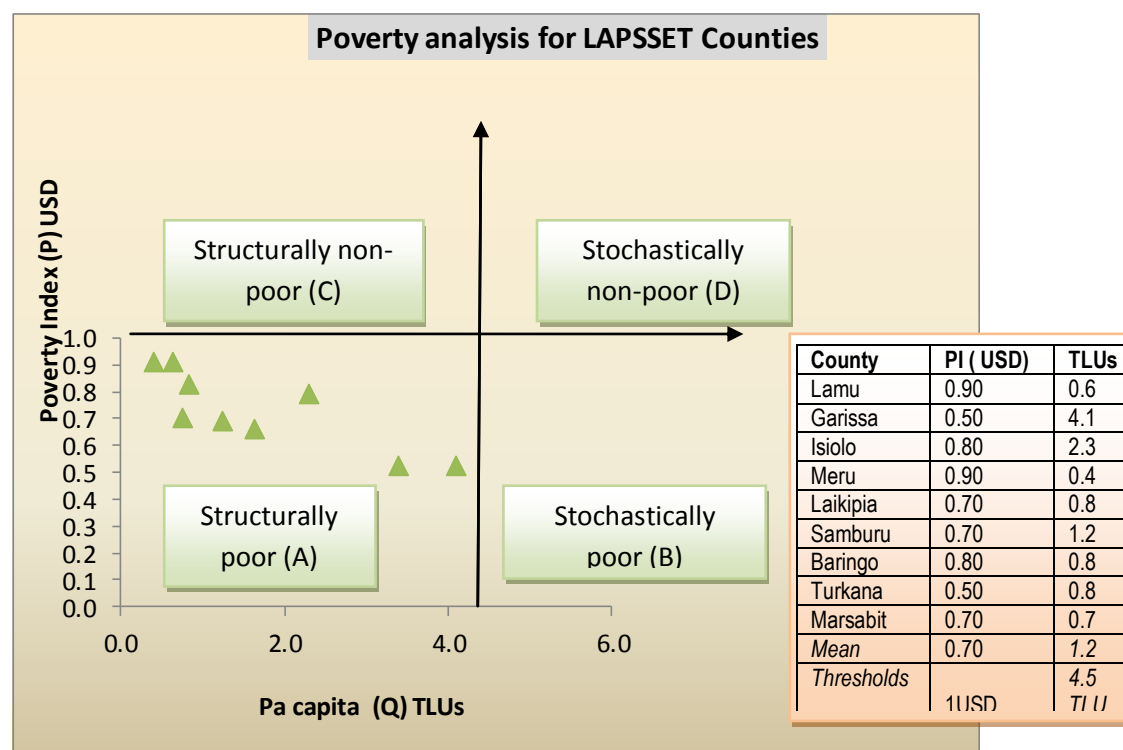 Poverty analysis for LAPSSET Counties
Poverty Index (P) USD
Structurally non-
poor (C)
Stochastically
non-poor (D)
1.0
0.9
0.8
0.7
0.6
0.5
0.4
0.3
0.2
0.1
0.0
Structurally
poor (A)
Stochastically
poor (B)
0.0 2.0 4.0 6.0
Pa capita (Q) TLUs
County PI ( USD) TLUs
Lamu 0.90 0.6
Garissa 0.50 4.1
Isiolo 0.80 2.3
Meru 0.90 0.4
Laikipia 0.70 0.8
Samburu 0.70 1.2
Baringo 0.80 0.8
Turkana 0.50 0.8
Marsabit 0.70 0.7
Mean 0.70 1.2
Thresholds 4.5
1USD TLU